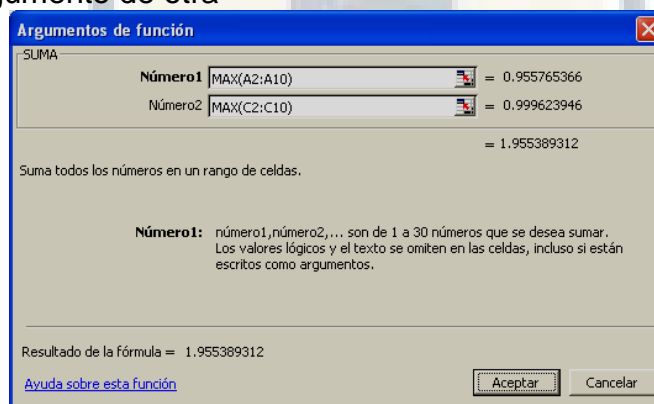 gumento de otra
Argumentos de función
SUMA
Número1 MAX(A2:A10) = 0.955765366
Número2 MAX(C2:C10) = 0.999623946
= 1.955389312
Suma todos los números en un rango de celdas.
Número1: número1,número2,... son de 1 a 30 números que se desea sumar.
Los valores lógicos y el texto se omiten en las celdas, incluso si están
escritos como argumentos.
Resultado de la fórmula = 1.955389312
Ayuda sobre esta función Aceptar Cancelar